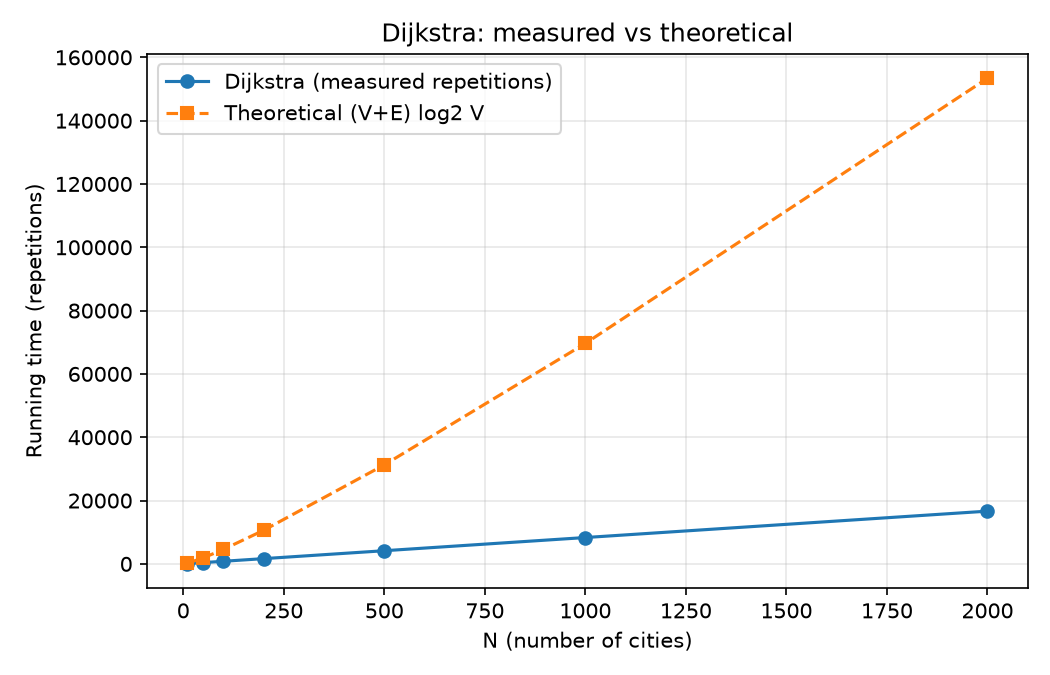 Dijkstra: measured vs theoretical
Dijkstra (measured repetitions)
Theoretical (V+E) log2 V
160000
140000
120000
100000
80000
60000
40000
20000
0
Running time (repetitions)
0 250 500 750 1000 1250 1500 1750 2000
N (number of cities)